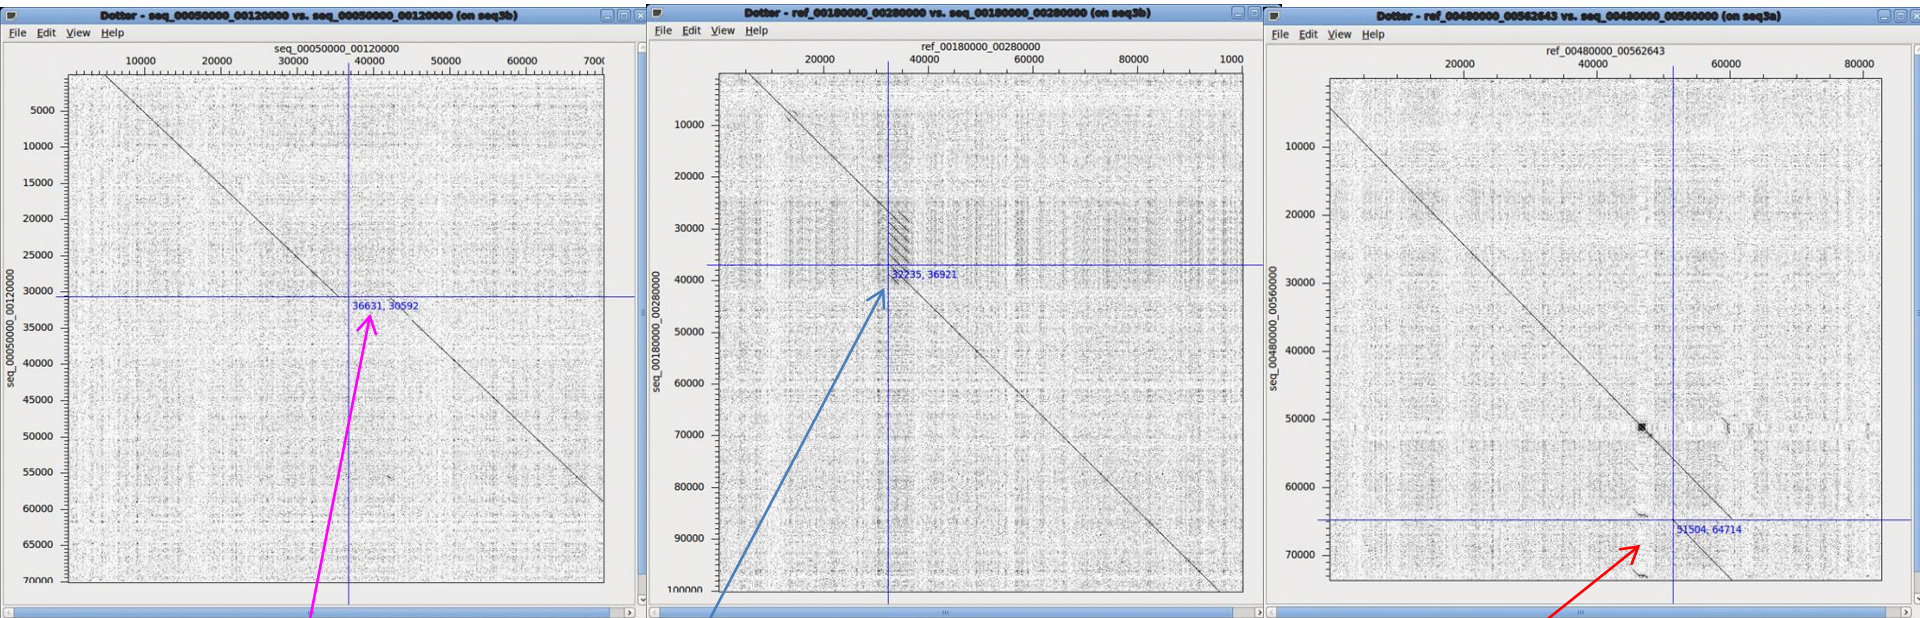 Dotter - seq_00050000_00120000 vs. seq_00050000_00120000 (on seq3b)
File Edit View Help
seq_00050000_00120000
10000 20000 30000 40000 50000 60000 7000
5000
10000
15000
20000
25000
30000
35000
40000
45000
50000
55000
60000
65000
70000
seq_00050000_00120000
36631, 30592
Dotter - ref_00180000_00280000 vs. seq_00180000_00280000 (on seq3b)
File Edit View Help
ref_00180000_00280000
20000 40000 60000 80000 1000
10000
20000
30000
40000
50000
60000
70000
80000
90000
100000
seq_00180000_00280000
32235, 36921
Dotter - ref_00480000_00562643 vs. seq_00480000_00560000 (on seq3a)
File Edit View Help
ref_00480000_00562643
20000 40000 60000 80000
10000
20000
30000
40000
50000
60000
70000
seq_00480000_00560000
51504, 64714